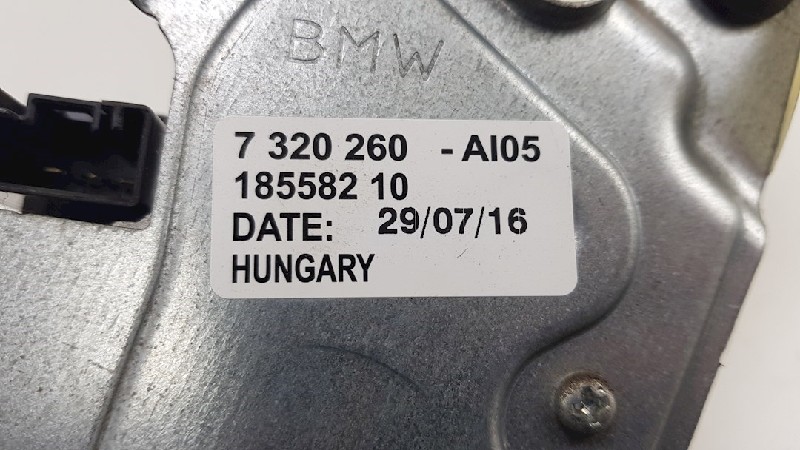 BMW
7 320 260 - AI05
185582 10
DATE: 29/07/16
HUNGARY